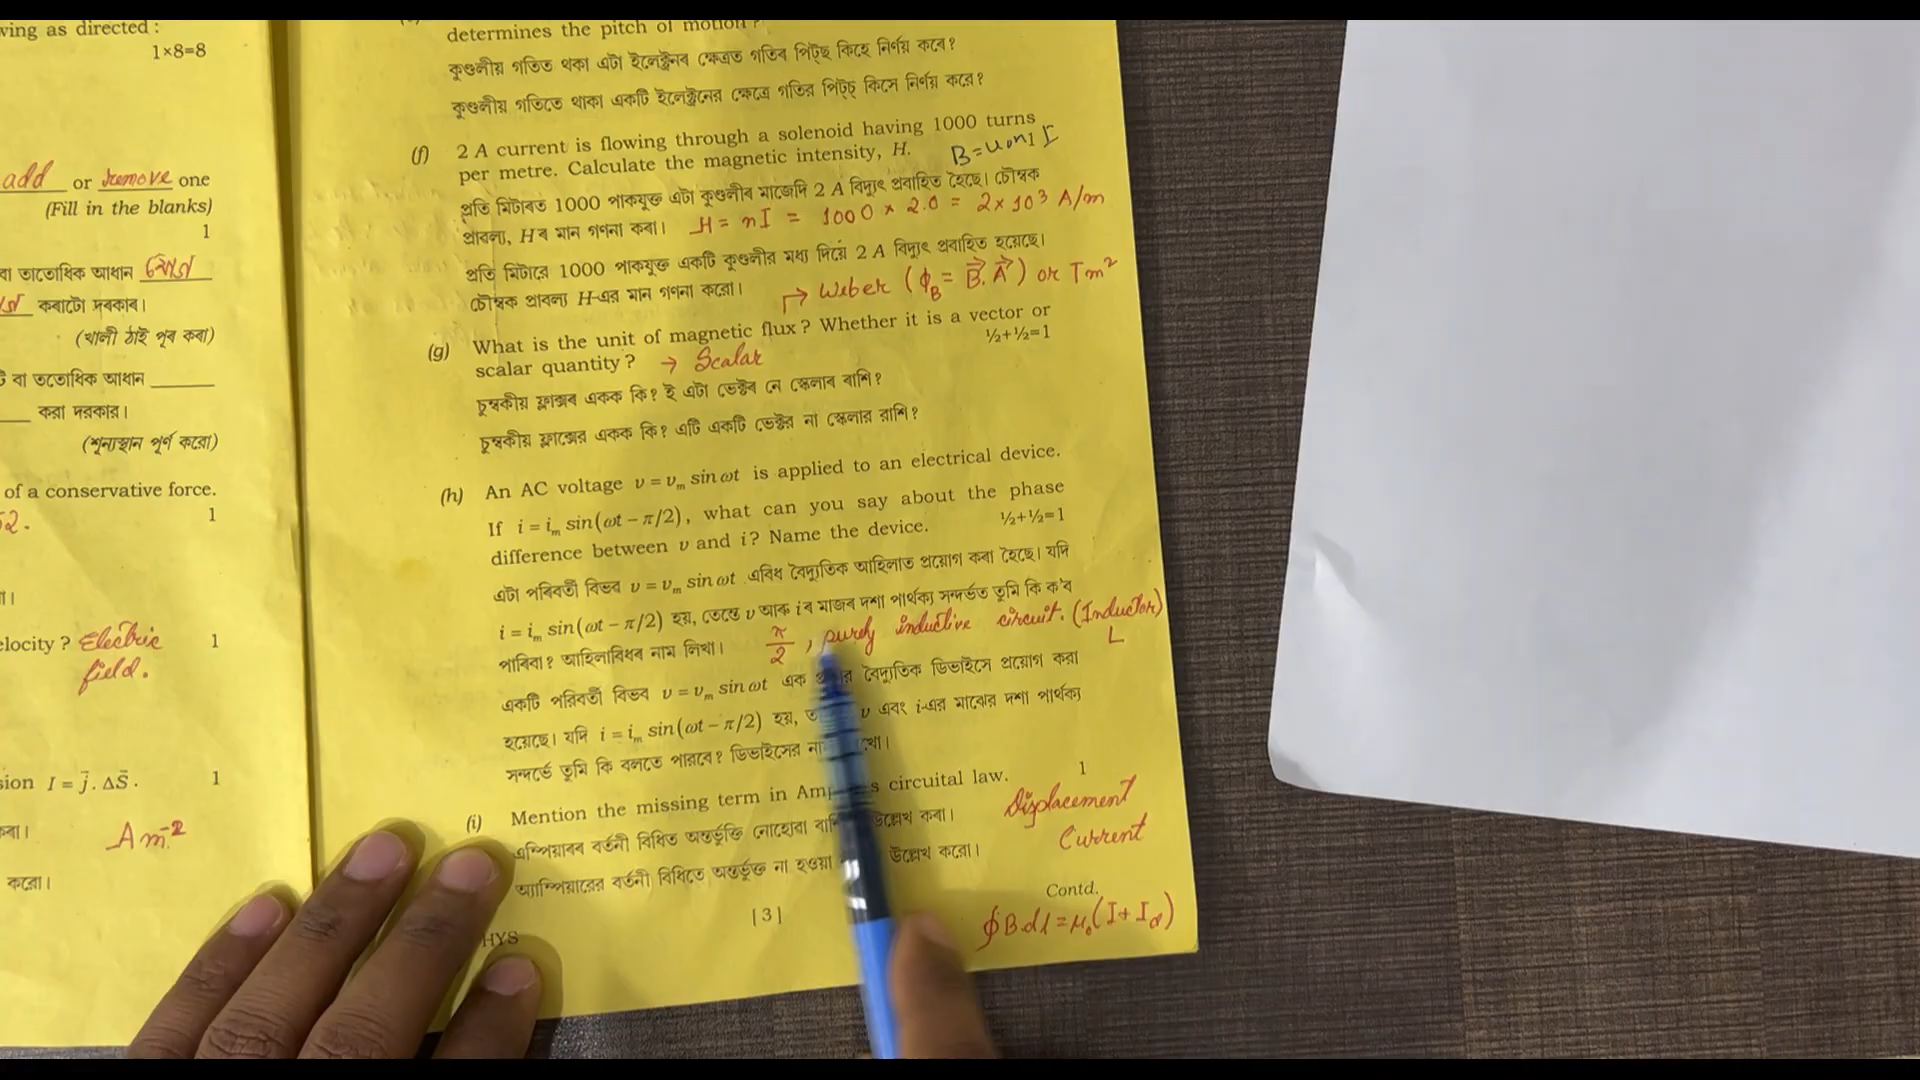 wing as directed :
1×8=8
add or remove one
(Fill in the blanks)
1
বা তাতোধিক আধান যোগ
কৰাটো দৰকাৰ।
(খালী ঠাই পূৰ কৰা)
টি বা ততোধিক আধান ______
____ করা দরকার।
(শূন্যস্থান পূর্ণ করো)
of a conservative force.
1
elocity ? Electric field. 1
sion I = j⃗ . ΔS⃗ . 1
কৰা।
Am⁻²
করো।
determines the pitch of motion ?
কুণ্ডলীয় গতিত থকা এটা ইলেক্ট্ৰনৰ ক্ষেত্ৰত গতিৰ পিট্‌ছ কিহে নিৰ্ণয় কৰে?
কুণ্ডলীয় গতিতে থাকা একটি ইলেক্ট্রনের ক্ষেত্রে গতির পিট্‌চ্ কিসে নির্ণয় করে?
(f) 2 A current is flowing through a solenoid having 1000 turns
per metre. Calculate the magnetic intensity, H. B=μ₀nI
প্ৰতি মিটাৰত 1000 পাকযুক্ত এটা কুণ্ডলীৰ মাজেদি 2 A বিদ্যুৎ প্ৰবাহিত হৈছে। চৌম্বক
প্ৰাবল্য, H ৰ মান গণনা কৰা। H = nI = 1000 × 2.0 = 2×10³ A/m
প্রতি মিটারে 1000 পাকযুক্ত একটি কুণ্ডলীর মধ্য দিয়ে 2 A বিদ্যুৎ প্রবাহিত হয়েছে।
চৌম্বক প্রাবল্য H-এর মান গণনা করো। → Weber (ϕB = B⃗.A⃗) or Tm²
(g) What is the unit of magnetic flux ? Whether it is a vector or
scalar quantity ? → Scalar ½+½=1
চুম্বকীয় ফ্লাক্সৰ একক কি? ই এটা ভেক্টৰ নে স্কেলাৰ ৰাশি?
চুম্বকীয় ফ্লাক্সের একক কি? এটি একটি ভেক্টর না স্কেলার রাশি?
(h) An AC voltage v = vm sin ωt is applied to an electrical device.
If i = im sin(ωt − π/2), what can you say about the phase
difference between v and i ? Name the device. ½+½=1
এটা পৰিবৰ্তী বিভৱ v = vm sin ωt এবিধ বৈদ্যুতিক আহিলাত প্ৰয়োগ কৰা হৈছে। যদি
i = im sin(ωt − π/2) হয়, তেন্তে v আৰু i ৰ মাজৰ দশা পাৰ্থক্য সন্দৰ্ভত তুমি কি ক'ব
পাৰিবা? আহিলাবিধৰ নাম লিখা। π/2, purely inductive circuit. (Inductor)
L
একটি পরিবর্তী বিভব v = vm sin ωt এক বৈদ্যুতিক ডিভাইসে প্রয়োগ করা
হয়েছে। যদি i = im sin(ωt − π/2) হয়, v এবং i-এর মাঝের দশা পার্থক্য
সন্দর্ভে তুমি কি বলতে পারবে? ডিভাইসের
(i) Mention the missing term in circuital law. 1
Displacement
Current
এম্পিয়াৰৰ বৰ্তনী বিধিত অন্তৰ্ভুক্তি নোহোৱা উল্লেখ কৰা।
অ্যাম্পিয়ারের বর্তনী বিধিতে অন্তর্ভুক্ত না হওয়া উল্লেখ করো।
Contd.
[ 3 ]
∮B.dl = μ₀(I+Id)
HYS